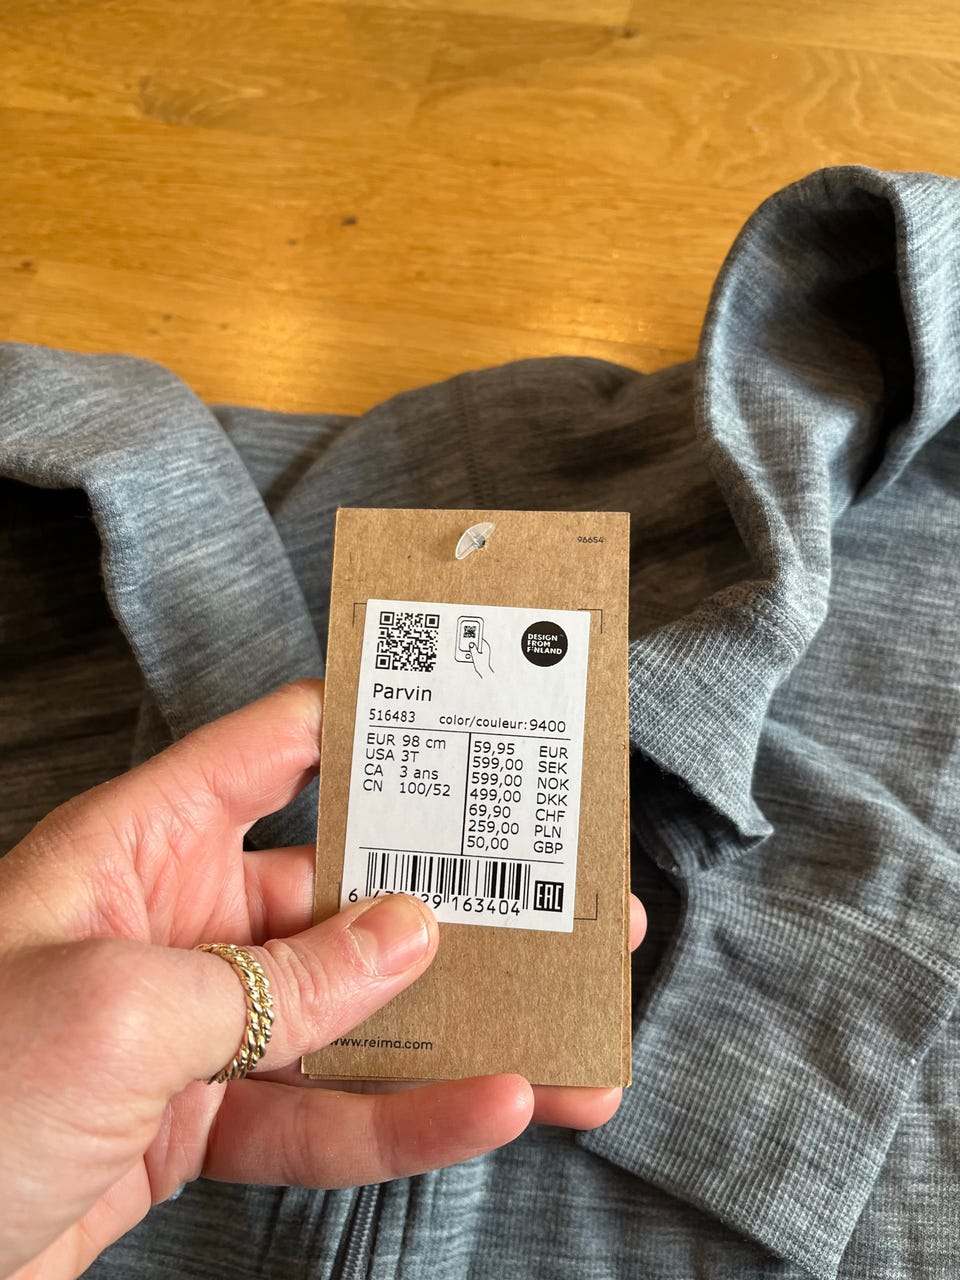 96654
DESIGN
FROM
FINLAND
Parvin
516483 color/couleur: 9400
EUR 98 cm
USA 3T
CA 3 ans
CN 100/52
59,95 EUR
599,00 SEK
599,00 NOK
499,00 DKK
69,90 CHF
259,00 PLN
50,00 GBP
6 163404
EAC
www.reima.com